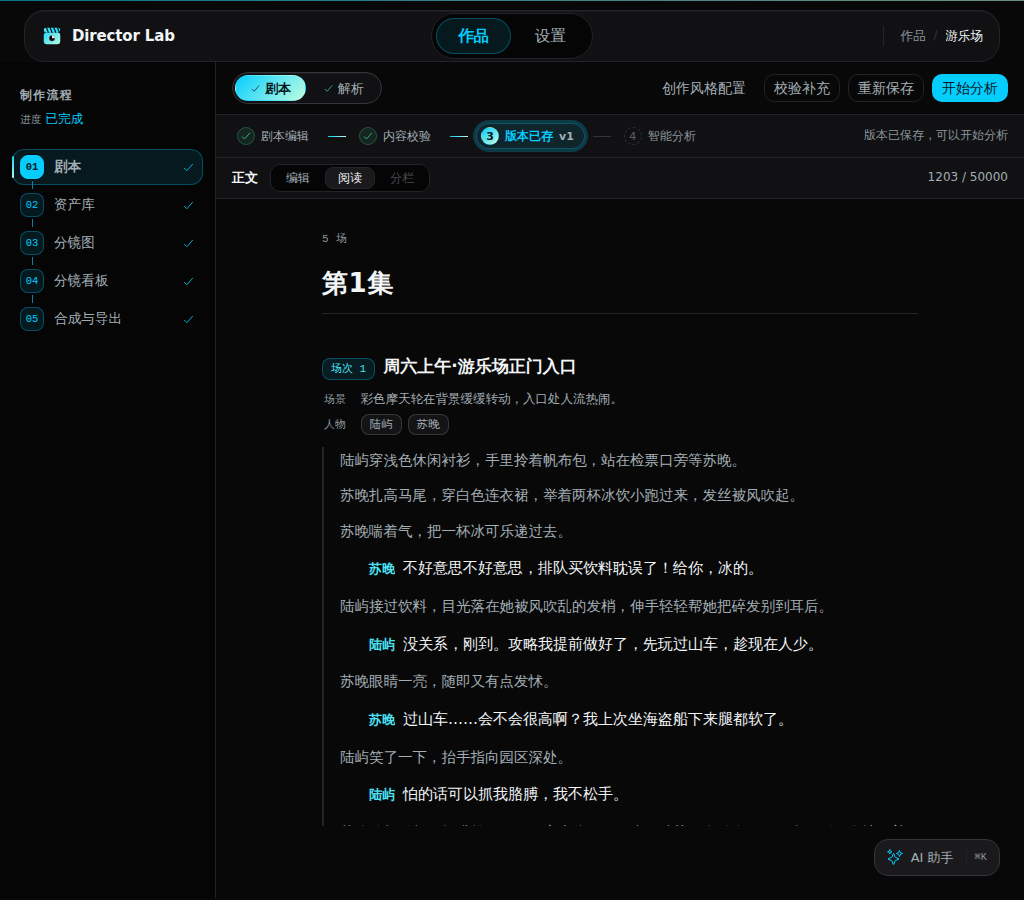 Director Lab
作品
设置
作品 / 游乐场
制作流程
进度 已完成
01 剧本
02 资产库
03 分镜图
04 分镜看板
05 合成与导出
剧本
解析
创作风格配置
校验补充
重新保存
开始分析
剧本编辑
内容校验
3 版本已存 v1
4 智能分析
版本已保存，可以开始分析
正文
编辑
阅读
分栏
1203 / 50000
5 场
第1集
场次 1 周六上午·游乐场正门入口
场景 彩色摩天轮在背景缓缓转动，入口处人流热闹。
人物 陆屿 苏晚
陆屿穿浅色休闲衬衫，手里拎着帆布包，站在检票口旁等苏晚。
苏晚扎高马尾，穿白色连衣裙，举着两杯冰饮小跑过来，发丝被风吹起。
苏晚喘着气，把一杯冰可乐递过去。
苏晚 不好意思不好意思，排队买饮料耽误了！给你，冰的。
陆屿接过饮料，目光落在她被风吹乱的发梢，伸手轻轻帮她把碎发别到耳后。
陆屿 没关系，刚到。攻略我提前做好了，先玩过山车，趁现在人少。
苏晚眼睛一亮，随即又有点发怵。
苏晚 过山车……会不会很高啊？我上次坐海盗船下来腿都软了。
陆屿笑了一下，抬手指向园区深处。
陆屿 怕的话可以抓我胳膊，我不松手。
AI 助手 ⌘K